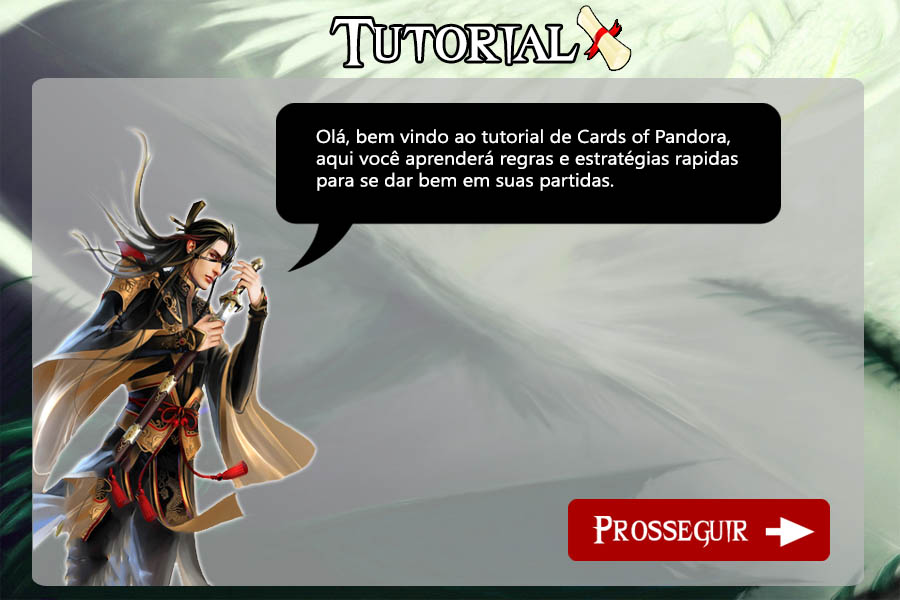 Tutorial
Olá, bem vindo ao tutorial de Cards of Pandora,
aqui você aprenderá regras e estratégias rapidas
para se dar bem em suas partidas.
Prosseguir